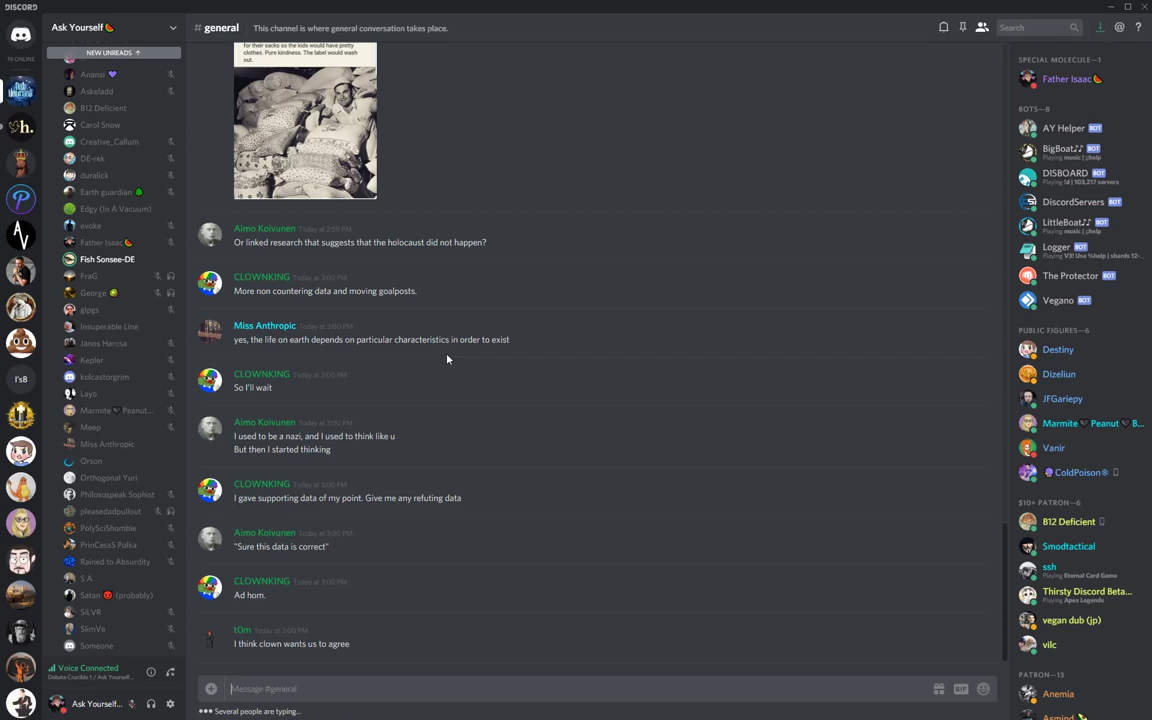 DISCORD
Ask Yourself
# general
This channel is where general conversation takes place.
Search
19 ONLINE
NEW UNREADS
Anansi
Askeladd
B12 Deficient
Carol Snow
Creative_Callum
DE-rek
duralick
Earth guardian
Edgy (In A Vacuum)
evoke
Father Isaac
Fish Sonsee-DE
FraG
George
glpgs
Insuperable Line
Janos Harcsa
Kepler
kolcastorgrim
Layo
Marmite Peanut...
Meep
Miss Anthropic
Orson
Orthogonal Yuri
Philosospeak Sophist
pleasedadpullout
PolySciShombie
PrinCessS Polka
Rained to Absurdity
S A
Satan (probably)
SiLVR
SlimVe
Someone
Voice Connected
Debate Crucible 1 / Ask Yourself...
Ask Yourself...
for their sacks so the kids would have pretty
clothes. Pure kindness. The label would wash
out.
Aimo Koivunen Today at 2:59 PM
Or linked research that suggests that the holocaust did not happen?
CLOWNKING Today at 3:00 PM
More non countering data and moving goalposts.
Miss Anthropic Today at 3:00 PM
yes, the life on earth depends on particular characteristics in order to exist
CLOWNKING Today at 3:00 PM
So I'll wait
Aimo Koivunen Today at 3:00 PM
I used to be a nazi, and I used to think like u
But then I started thinking
CLOWNKING Today at 3:00 PM
I gave supporting data of my point. Give me any refuting data
Aimo Koivunen Today at 3:00 PM
"Sure this data is correct"
CLOWNKING Today at 3:00 PM
Ad hom.
t0m Today at 3:00 PM
I think clown wants us to agree
Message #general
GIF
Several people are typing...
SPECIAL MOLECULE—1
Father Isaac
BOTS—8
AY Helper BOT
BigBoat♪♪ BOT
Playing music | ;;help
DISBOARD BOT
Playing !d | 103,217 servers
DiscordServers BOT
LittleBoat♪♪ BOT
Playing music | ;;help
Logger BOT
Playing V3! Use %help | shards 12-...
The Protector BOT
Vegano BOT
PUBLIC FIGURES—6
Destiny
Dizeliun
JFGariepy
Marmite Peanut B...
Vanir
ColdPoison
$10+ PATRON—6
B12 Deficient
Smodtactical
ssh
Playing Eternal Card Game
Thirsty Discord Beta...
Playing Apex Legends
vegan dub (jp)
vilc
PATRON—13
Anemia
Asmind
h.
P
AV
I'sB